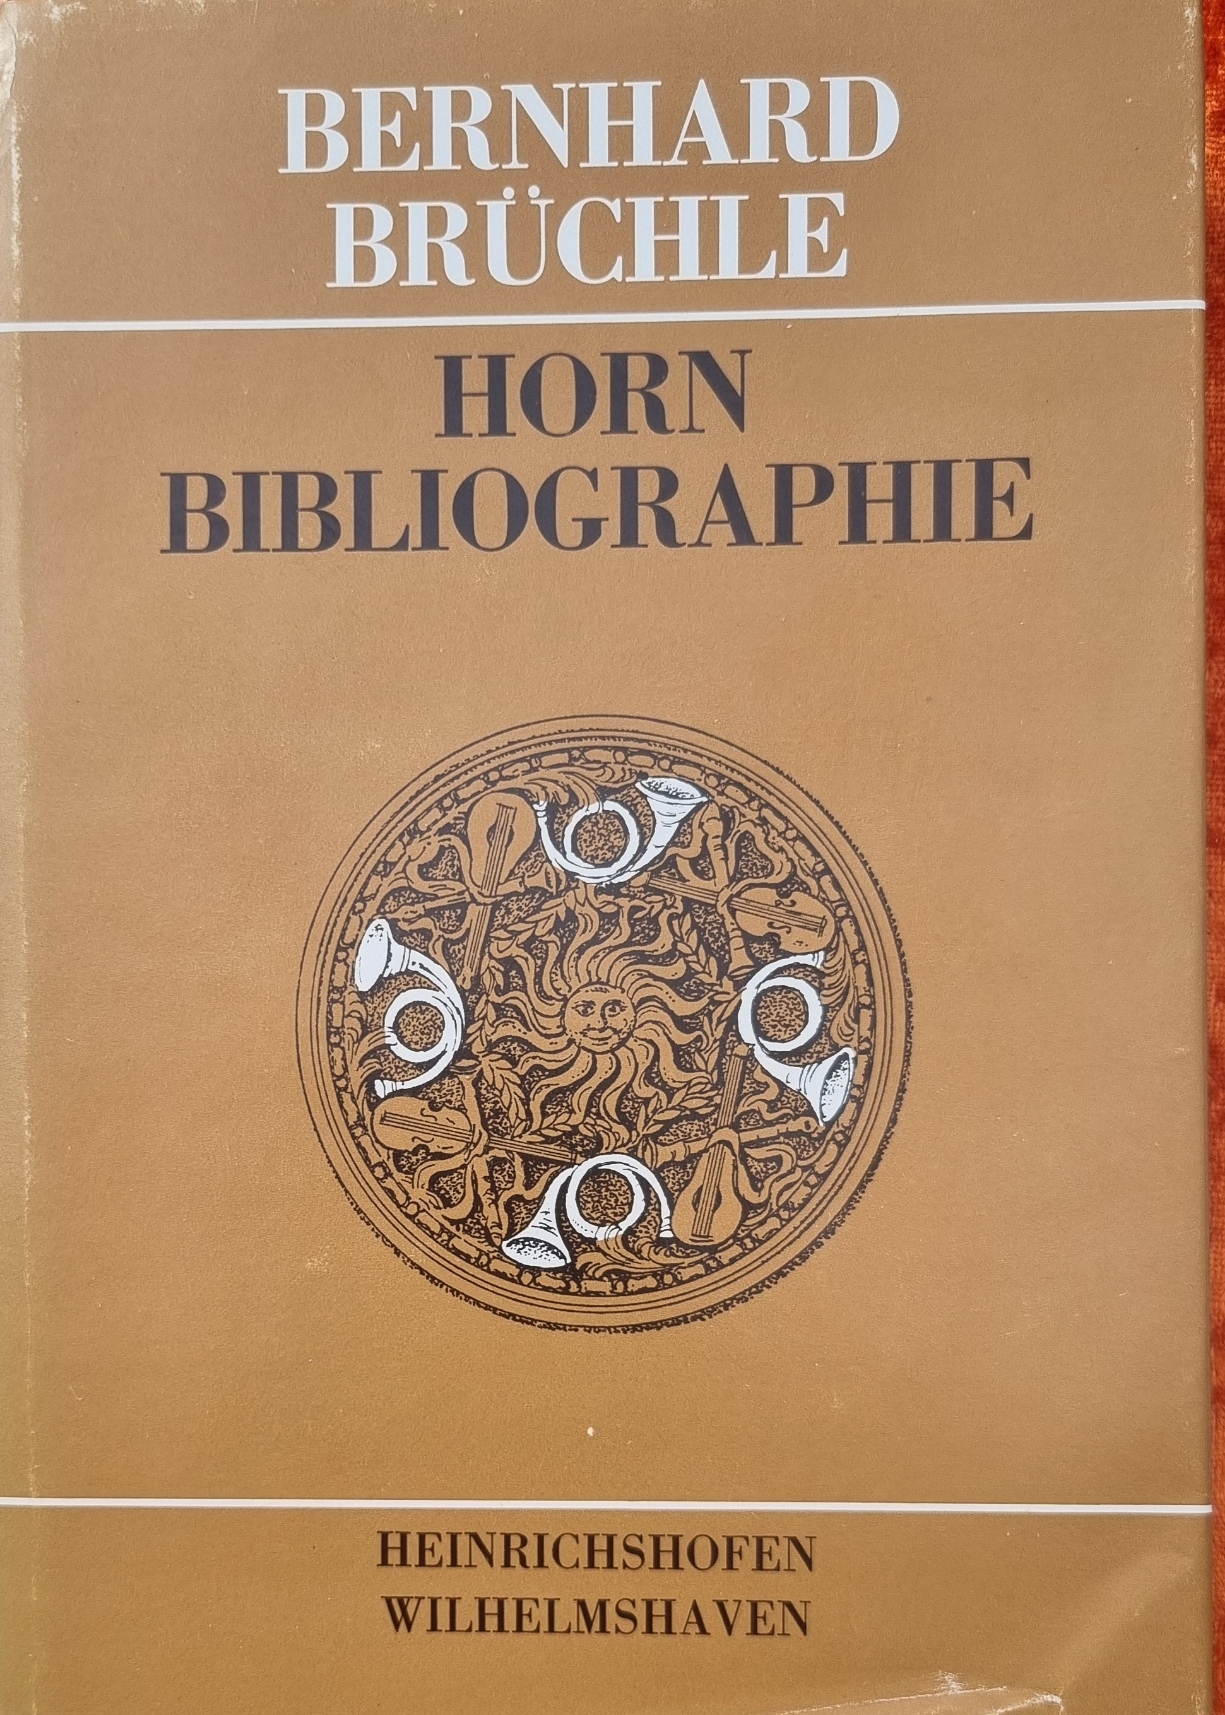 BERNHARD
BRÜCHLE
HORN
BIBLIOGRAPHIE
HEINRICHSHOFEN
WILHELMSHAVEN